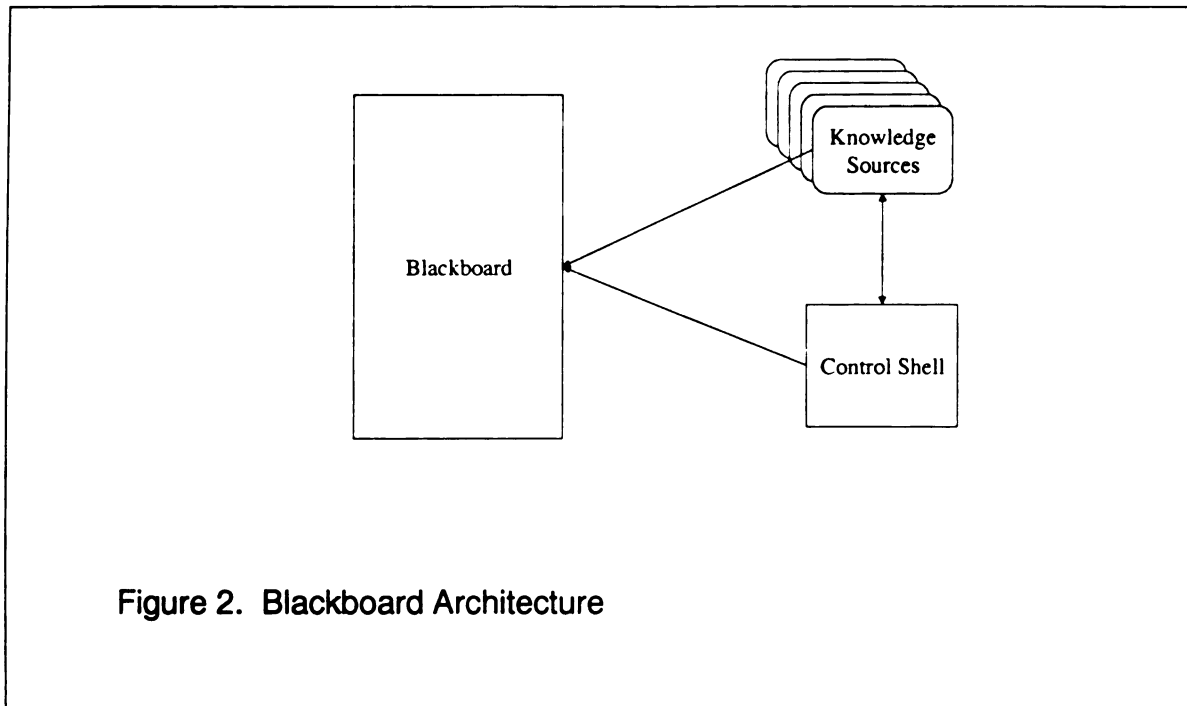 Knowledge
Sources
Blackboard
Control Shell
Figure 2. Blackboard Architecture